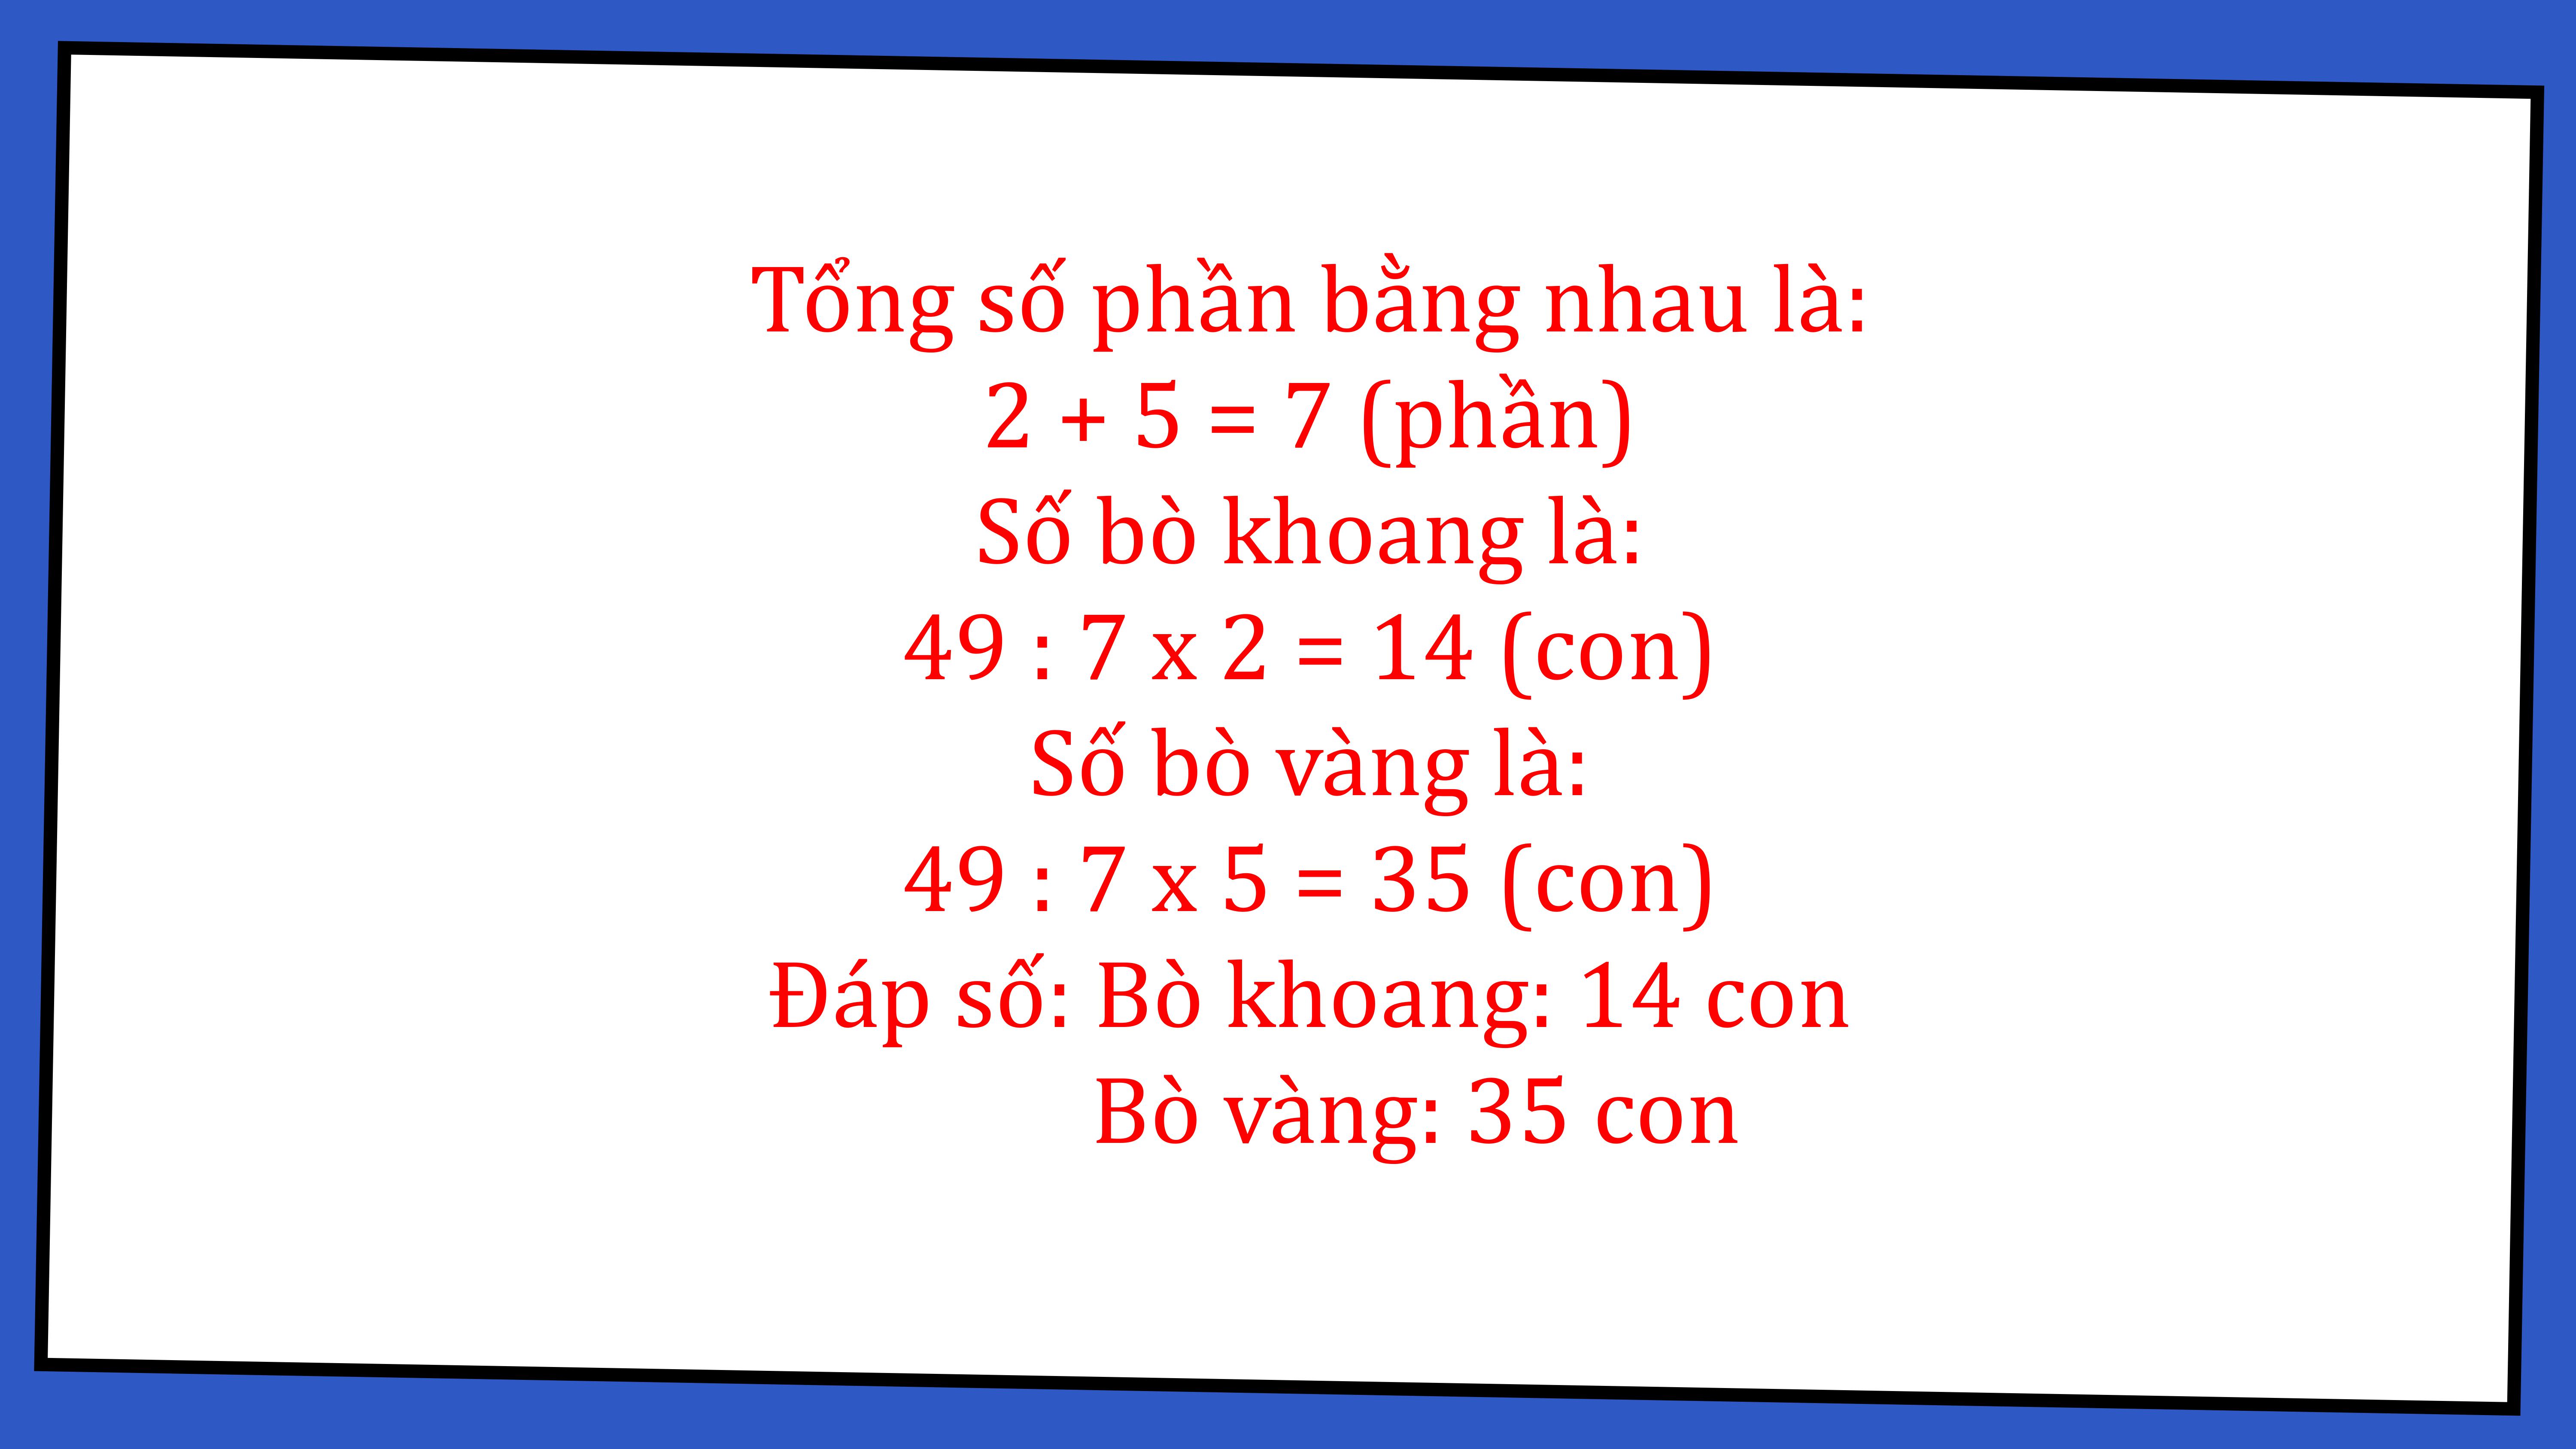 Tổng số phần bằng nhau là:
2 + 5 = 7 (phần)
Số bò khoang là:
49 : 7 x 2 = 14 (con)
Số bò vàng là:
49 : 7 x 5 = 35 (con)
Đáp số: Bò khoang: 14 con
Bò vàng: 35 con